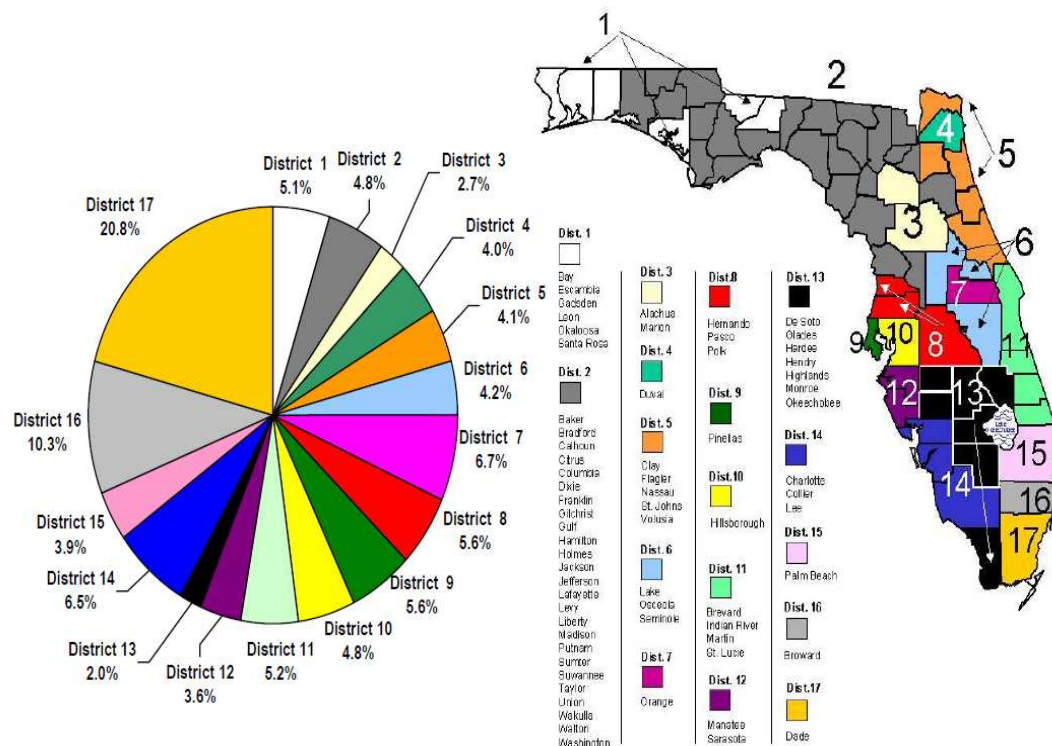 District 1
5.1%
District 2
4.8%
District 3
2.7%
District 4
4.0%
District 5
4.1%
District 6
4.2%
District 7
6.7%
District 8
5.6%
District 9
5.6%
District 10
4.8%
District 11
5.2%
District 12
3.6%
District 13
2.0%
District 14
6.5%
District 15
3.9%
District 16
10.3%
District 17
20.8%
1
2
4
5
3
6
7
9
10
8
11
12
13
15
14
16
17
Dist. 1
Bay
Escambia
Gadsden
Leon
Okaloosa
Santa Rosa
Dist. 2
Baker
Bradford
Calhoun
Citrus
Columbia
Dixie
Franklin
Gilchrist
Gulf
Hamilton
Holmes
Jackson
Jefferson
Lafayette
Levy
Liberty
Madison
Putnam
Sumter
Suwannee
Taylor
Union
Wakulla
Walton
Washington
Dist. 3
Alachua
Marion
Dist. 4
Duval
Dist. 5
Clay
Flagler
Nassau
St. Johns
Volusia
Dist. 6
Lake
Osceola
Seminole
Dist. 7
Orange
Dist.8
Hernando
Pasco
Polk
Dist. 9
Pinellas
Dist.10
Hillsborough
Dist. 11
Brevard
Indian River
Martin
St. Lucie
Dist. 12
Manatee
Sarasota
Dist. 13
De Soto
Glades
Hardee
Hendry
Highlands
Monroe
Okeechobee
Dist. 14
Charlotte
Collier
Lee
Dist. 15
Palm Beach
Dist. 16
Broward
Dist.17
Dade